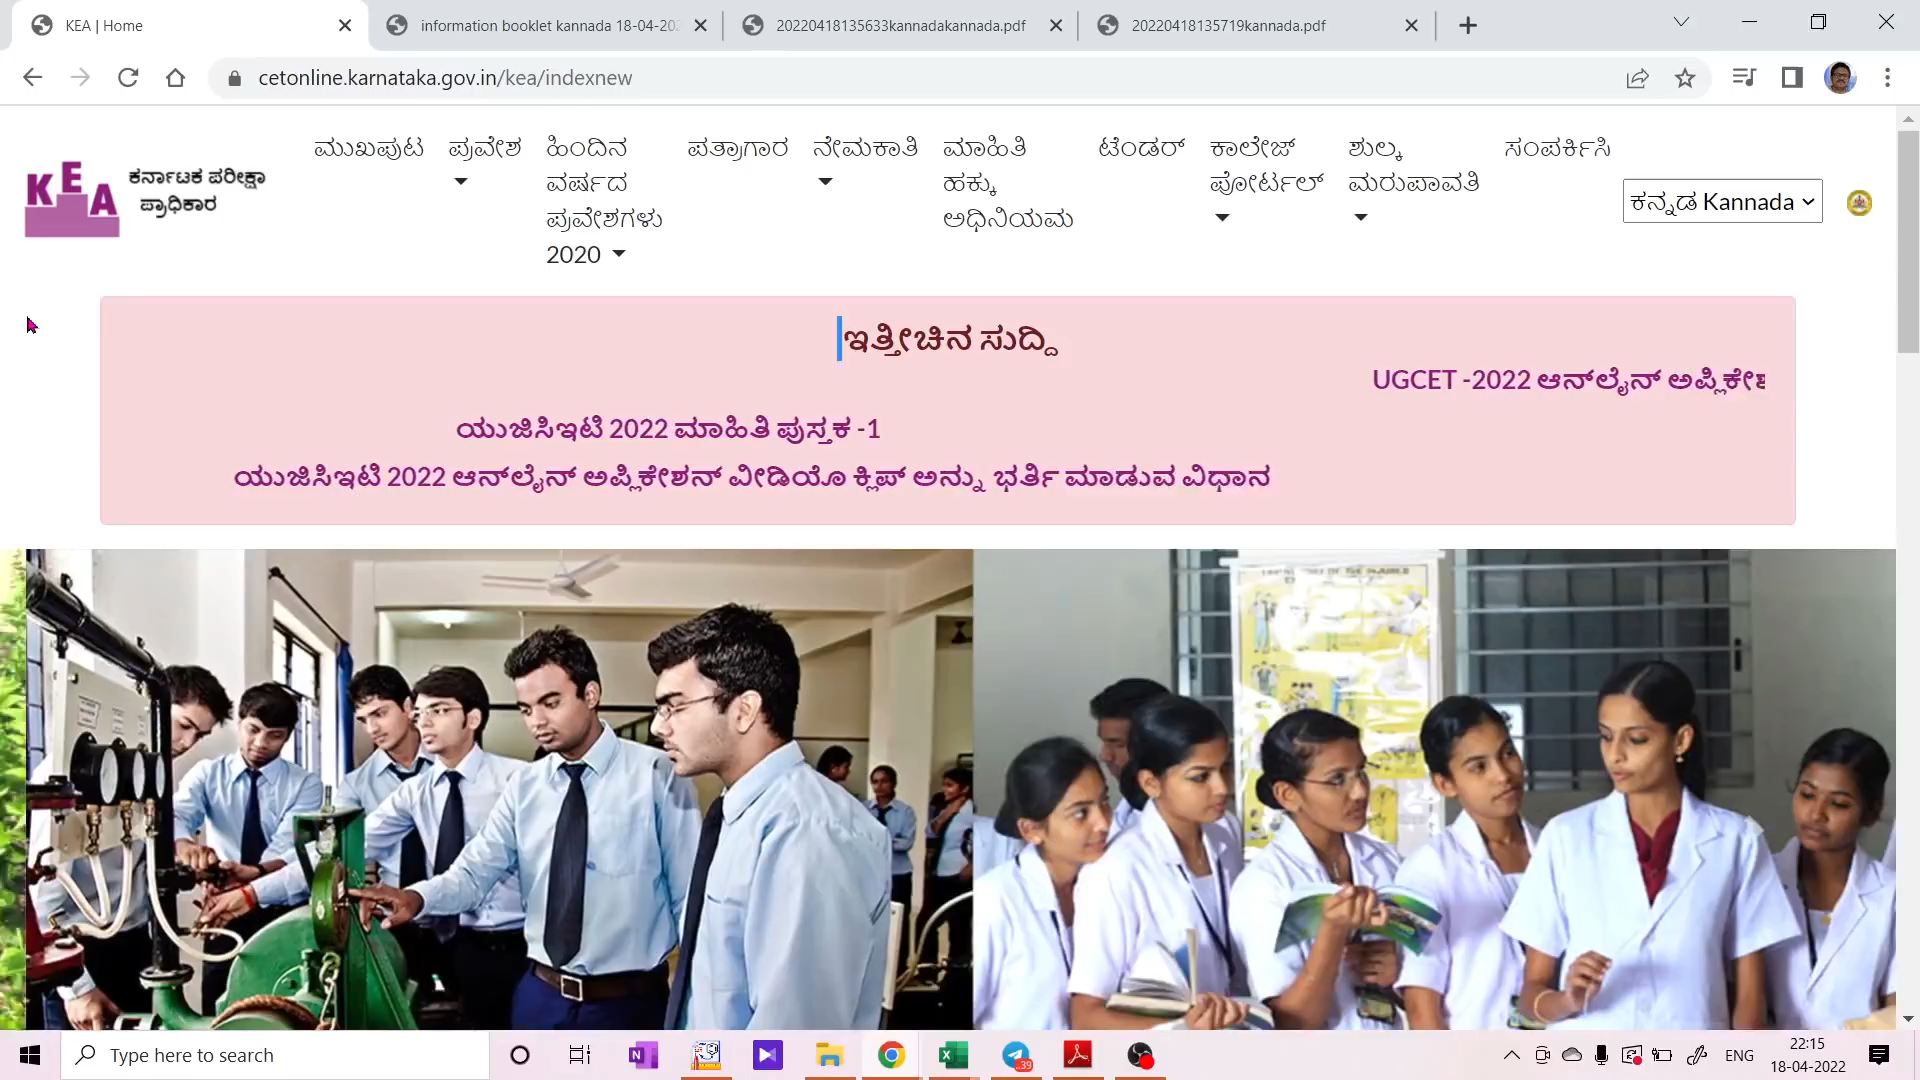 KEA | Home
information booklet kannada 18-04-202
20220418135633kannadakannada.pdf
20220418135719kannada.pdf
cetonline.karnataka.gov.in/kea/indexnew
KEA
ಕರ್ನಾಟಕ ಪರೀಕ್ಷಾ
ಪ್ರಾಧಿಕಾರ
ಮುಖಪುಟ
ಪ್ರವೇಶ
ಹಿಂದಿನ
ವರ್ಷದ
ಪ್ರವೇಶಗಳು
2020
ಪತ್ರಾಗಾರ
ನೇಮಕಾತಿ
ಮಾಹಿತಿ
ಹಕ್ಕು
ಅಧಿನಿಯಮ
ಟೆಂಡರ್
ಕಾಲೇಜ್
ಪೋರ್ಟಲ್
ಶುಲ್ಕ
ಮರುಪಾವತಿ
ಸಂಪರ್ಕಿಸಿ
ಕನ್ನಡ Kannada
ಇತ್ತೀಚಿನ ಸುದ್ದಿ
UGCET -2022 ಆನ್‌ಲೈನ್ ಅಪ್ಲಿಕೇಶ
ಯುಜಿಸಿಇಟಿ 2022 ಮಾಹಿತಿ ಪುಸ್ತಕ -1
ಯುಜಿಸಿಇಟಿ 2022 ಆನ್‌ಲೈನ್ ಅಪ್ಲಿಕೇಶನ್ ವೀಡಿಯೊ ಕ್ಲಿಪ್ ಅನ್ನು ಭರ್ತಿ ಮಾಡುವ ವಿಧಾನ
Type here to search
39
ENG
22:15
18-04-2022